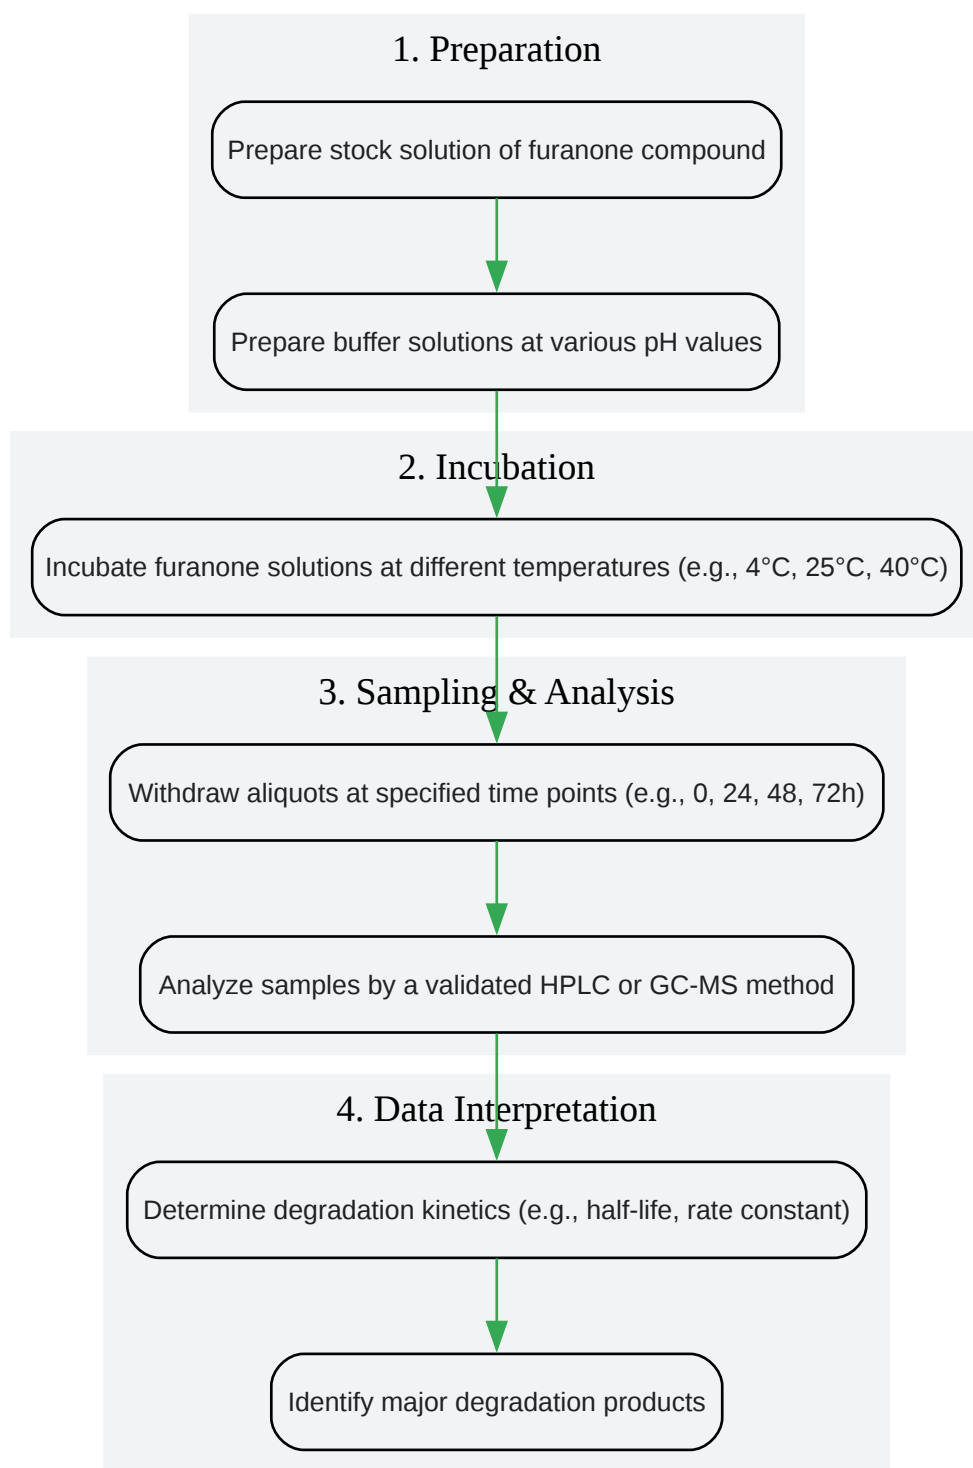 1. Preparation
Prepare stock solution of furanone compound
Prepare buffer solutions at various pH values
2. Incubation
Incubate furanone solutions at different temperatures (e.g., 4°C, 25°C, 40°C)
3. Sampling & Analysis
Withdraw aliquots at specified time points (e.g., 0, 24, 48, 72h)
Analyze samples by a validated HPLC or GC-MS method
4. Data Interpretation
Determine degradation kinetics (e.g., half-life, rate constant)
Identify major degradation products